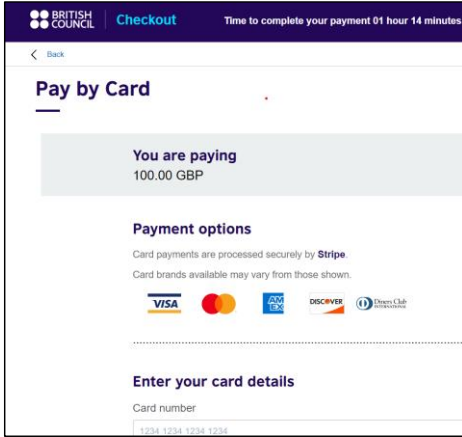 BRITISH
COUNCIL
Checkout
Time to complete your payment 01 hour 14 minutes
Back
Pay by Card
You are paying
100.00 GBP
Payment options
Card payments are processed securely by Stripe.
Card brands available may vary from those shown.
VISA AMEX DISCOVER Diners Club INTERNATIONAL
Enter your card details
Card number
1234 1234 1234 1234